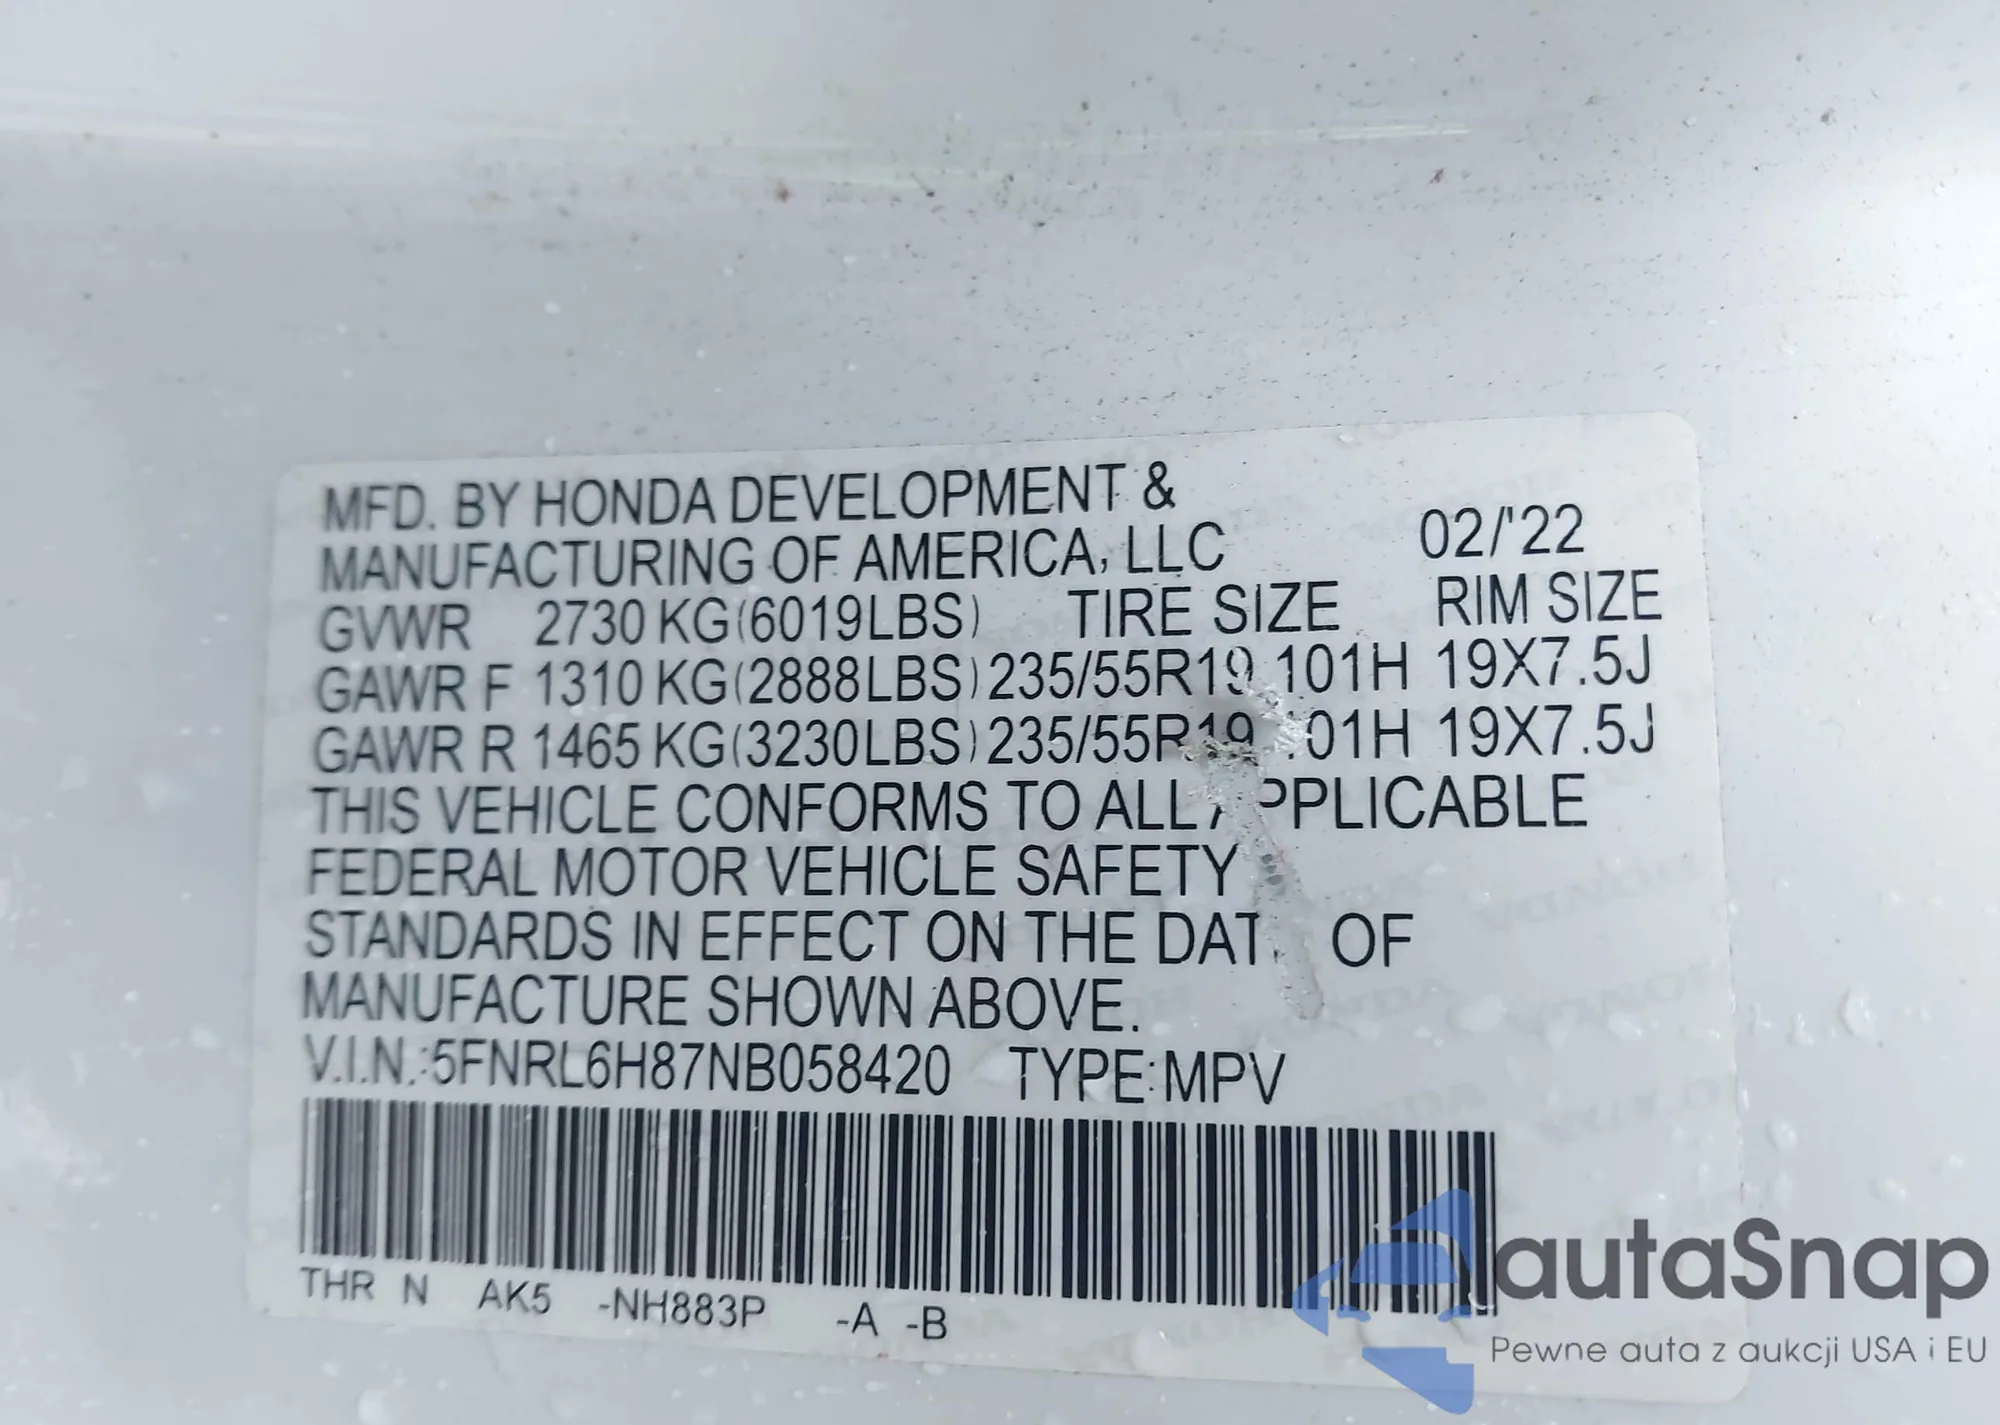 MFD. BY HONDA DEVELOPMENT &
MANUFACTURING OF AMERICA, LLC 02/'22
GVWR 2730 KG(6019LBS) TIRE SIZE RIM SIZE
GAWR F 1310 KG(2888LBS) 235/55R19 101H 19X7.5J
GAWR R 1465 KG(3230LBS) 235/55R19 101H 19X7.5J
THIS VEHICLE CONFORMS TO ALL APPLICABLE
FEDERAL MOTOR VEHICLE SAFETY
STANDARDS IN EFFECT ON THE DATE OF
MANUFACTURE SHOWN ABOVE.
V.I.N.:5FNRL6H87NB058420 TYPE:MPV
THR N AK5 -NH883P -A -B
autaSnap
Pewne auta z aukcji USA i EU